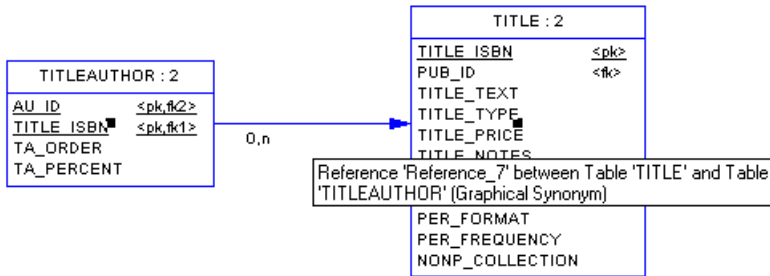 TITLEAUTHOR : 2
AU_ID <pk,fk2>
TITLE_ISBN <pk,fk1>
TA_ORDER
TA_PERCENT
0,n
TITLE : 2
TITLE_ISBN <pk>
PUB_ID <fk>
TITLE_TEXT
TITLE_TYPE
TITLE_PRICE
TITLE_NOTES
Reference 'Reference_7' between Table 'TITLE' and Table
'TITLEAUTHOR' (Graphical Synonym)
PER_FORMAT
PER_FREQUENCY
NONP_COLLECTION